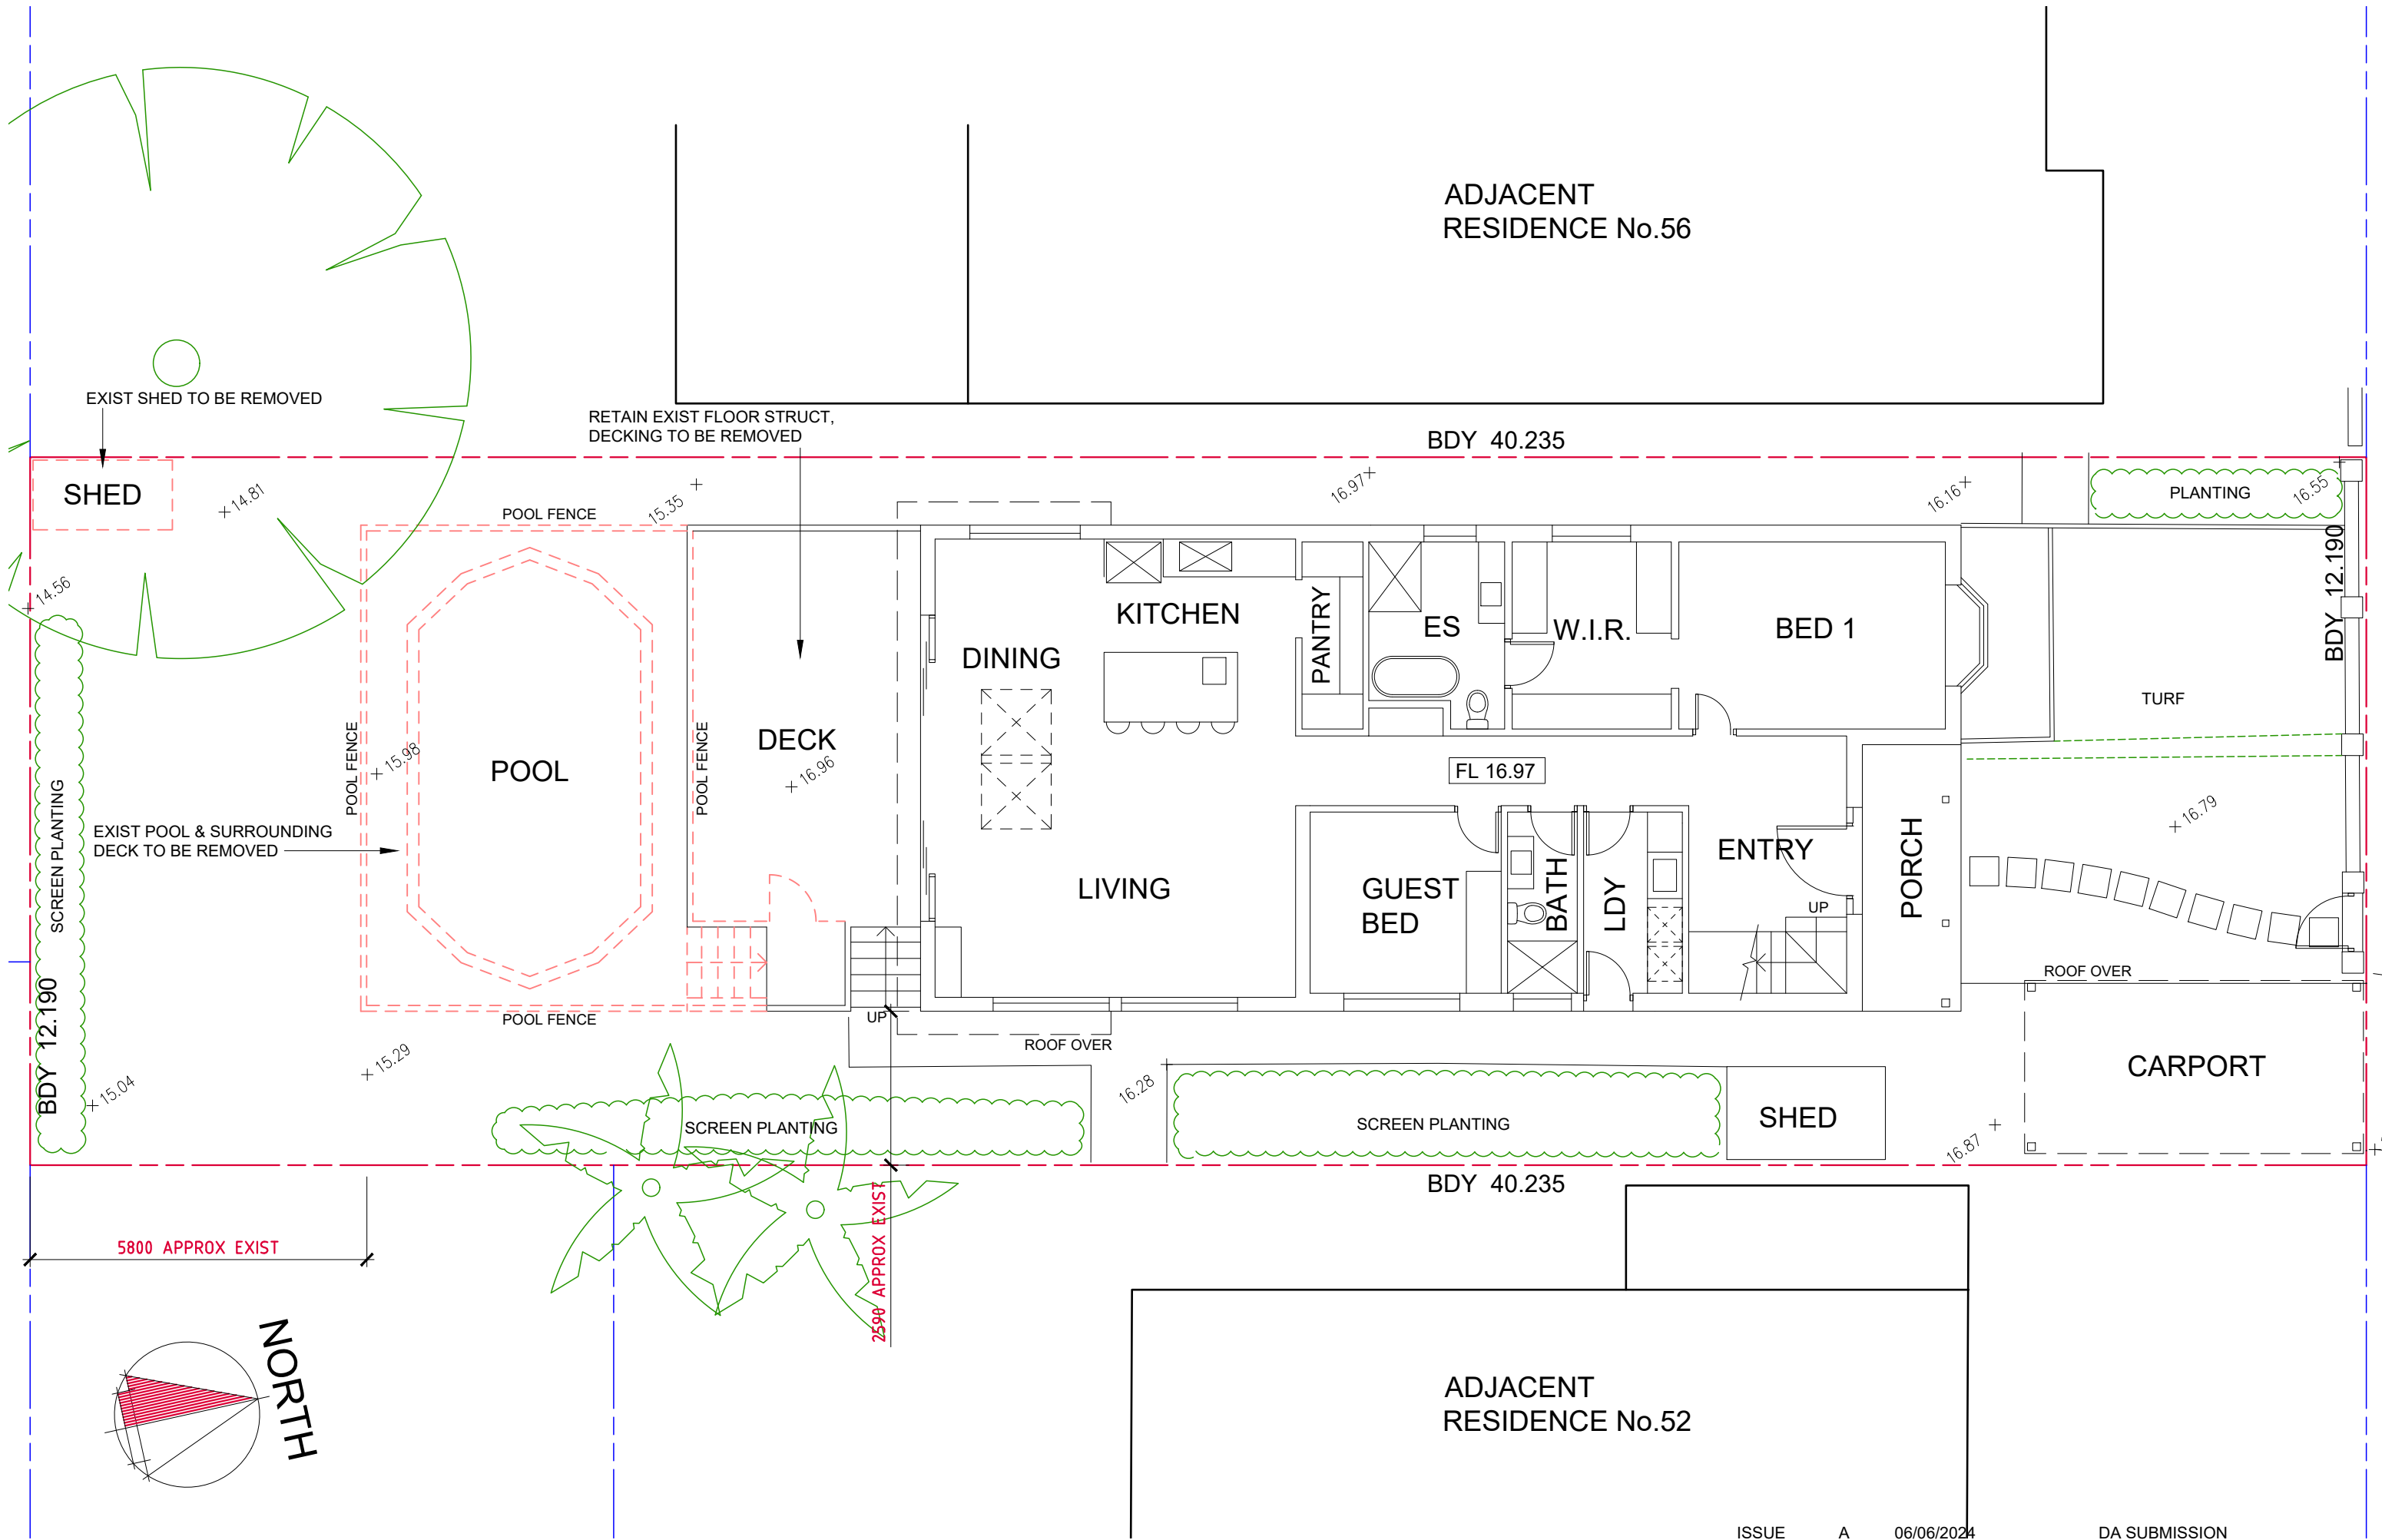 ADJACENT
RESIDENCE No.56
EXIST SHED TO BE REMOVED
RETAIN EXIST FLOOR STRUCT,
DECKING TO BE REMOVED
BDY 40.235
SHED
14.81
15.35
POOL FENCE
16.97
16.16
PLANTING
16.55
14.56
BDY 12.190
KITCHEN
PANTRY
ES
W.I.R.
BED 1
DINING
TURF
DECK
16.96
POOL FENCE
POOL FENCE
15.98
POOL
FL 16.97
16.79
SCREEN PLANTING
EXIST POOL & SURROUNDING
DECK TO BE REMOVED
ENTRY
PORCH
LIVING
GUEST
BED
BATH
LDY
UP
ROOF OVER
BDY 12.190
POOL FENCE
UP
ROOF OVER
15.29
15.04
16.28
CARPORT
SCREEN PLANTING
SCREEN PLANTING
SHED
16.87
BDY 40.235
5800 APPROX EXIST
2590 APPROX EXIST
NORTH
ADJACENT
RESIDENCE No.52
ISSUE A 06/06/2024 DA SUBMISSION